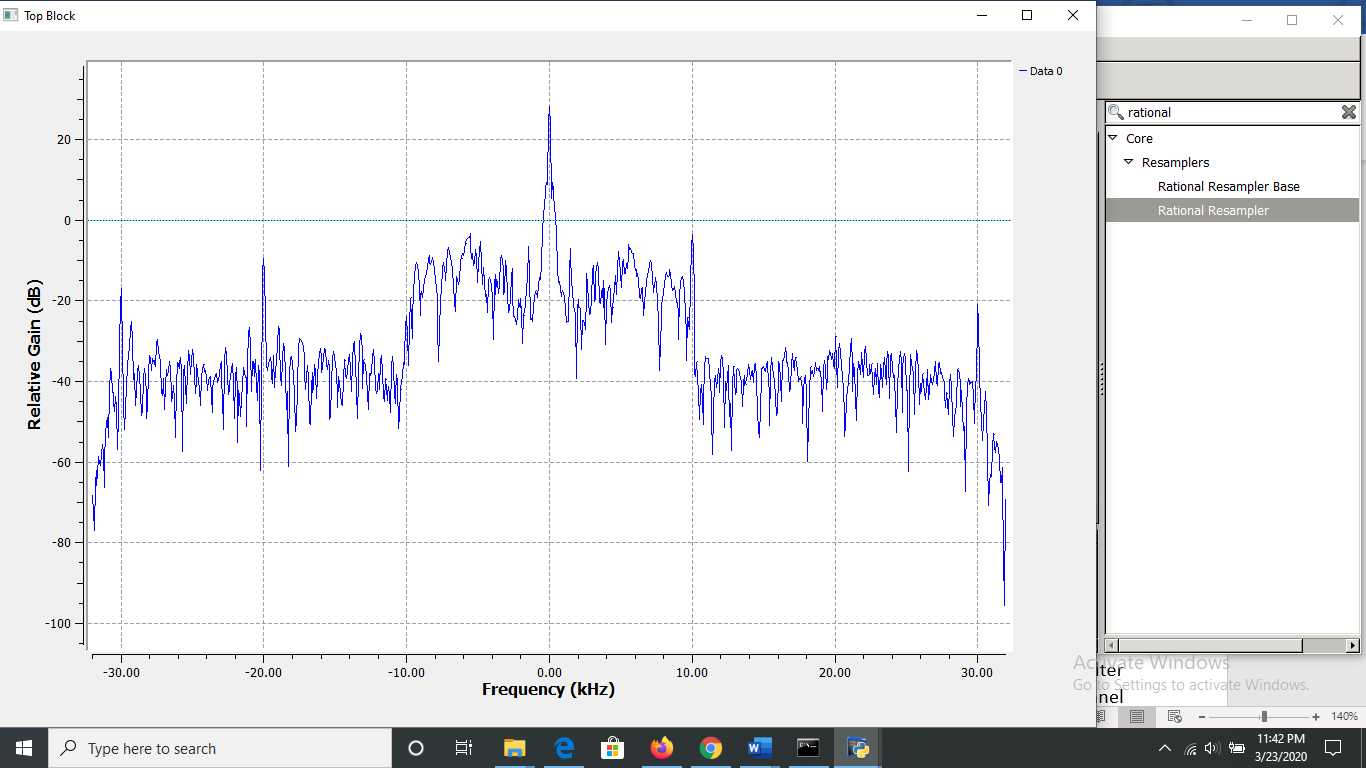 Top Block
Data 0
20
0
-20
-40
-60
-80
-100
Relative Gain (dB)
-30.00
-20.00
-10.00
0.00
10.00
20.00
30.00
Frequency (kHz)
rational
Core
Resamplers
Rational Resampler Base
Rational Resampler
Activate Windows
Go to Settings to activate Windows.
140%
Type here to search
11:42 PM
3/23/2020